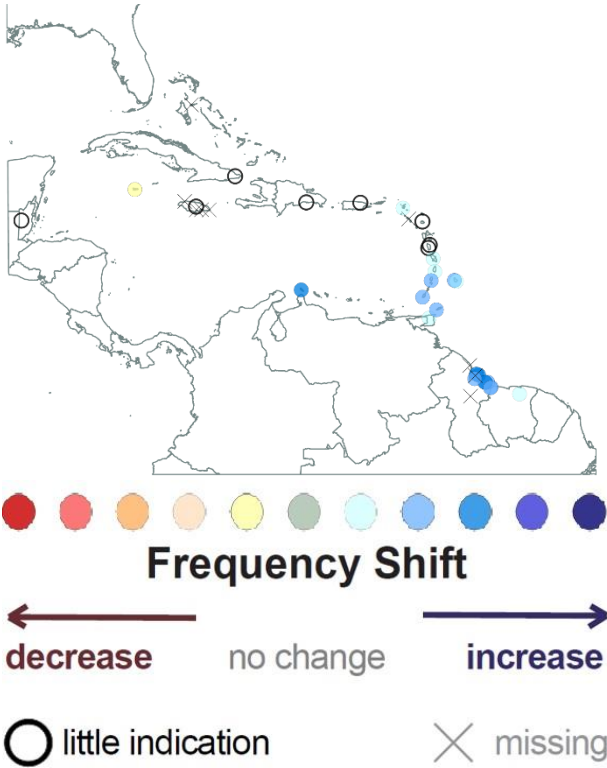 Frequency Shift
decrease no change increase
little indication missing